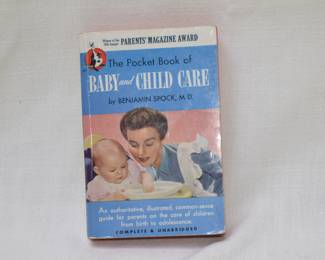 PARENTS' MAGAZINE AWARD
The Pocket Book of
BABY and CHILD CARE
by BENJAMIN SPOCK, M. D.
An authoritative, illustrated, common-sense
guide for parents on the care of children
from birth to adolescence.
COMPLETE & UNABRIDGED